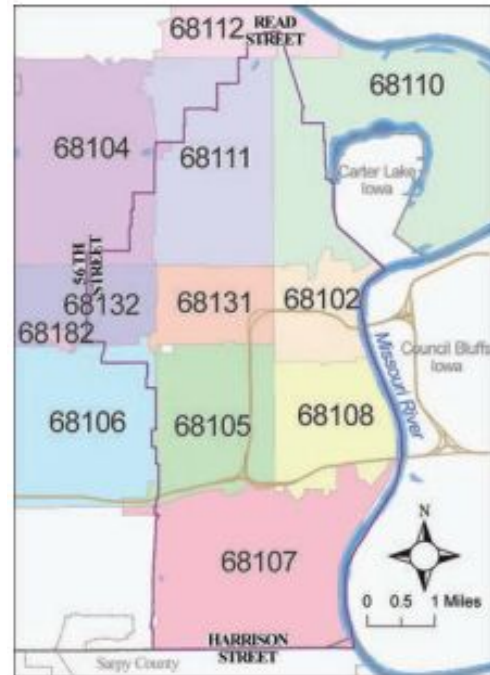 READ
STREET
68112
68110
68104
68111
Carter Lake
Iowa
56TH
STREET
68132
68131
68102
68182
Council Bluffs
Iowa
Missouri River
68106
68105
68108
N
68107
0 0.5 1 Miles
HARRISON
STREET
Sarpy County